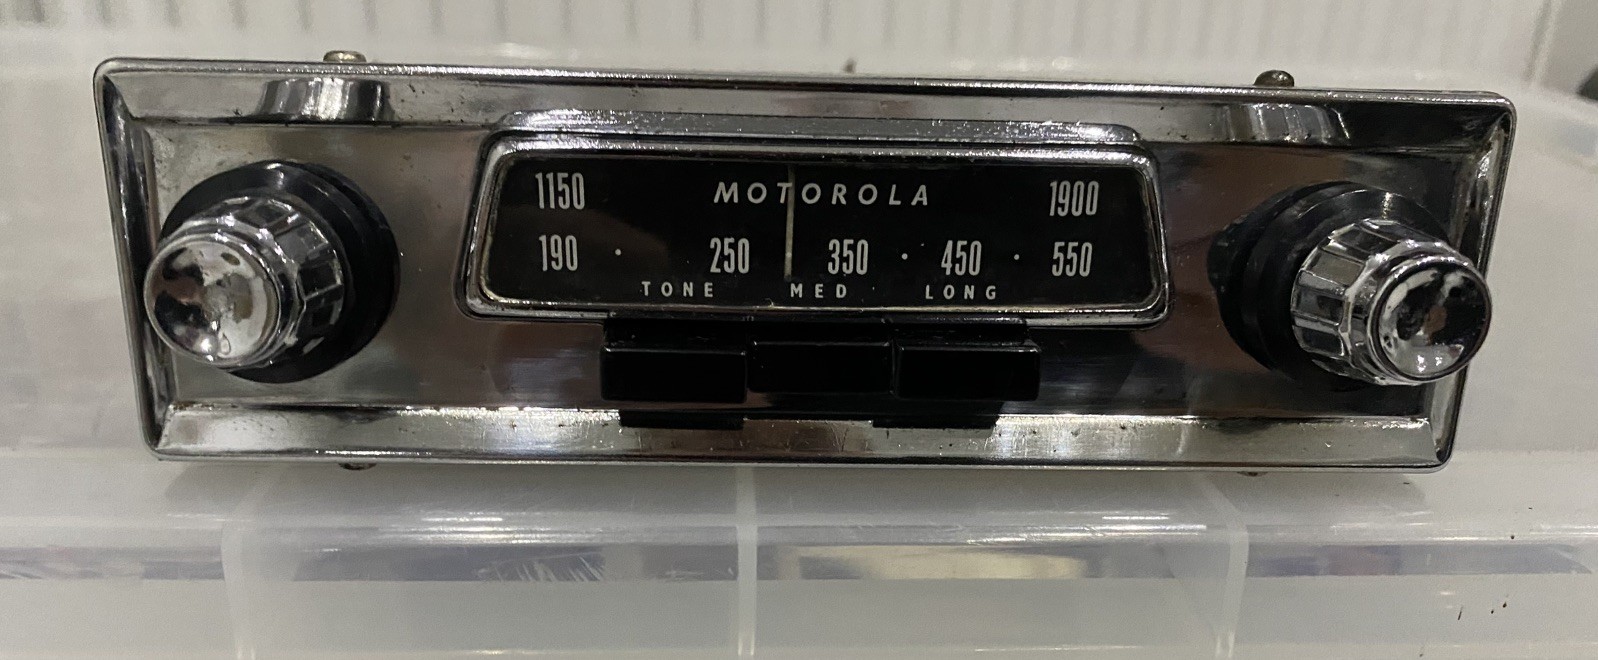 1150 MOTOROLA 1900
190 · 250 350 · 450 · 550
TONE MED LONG